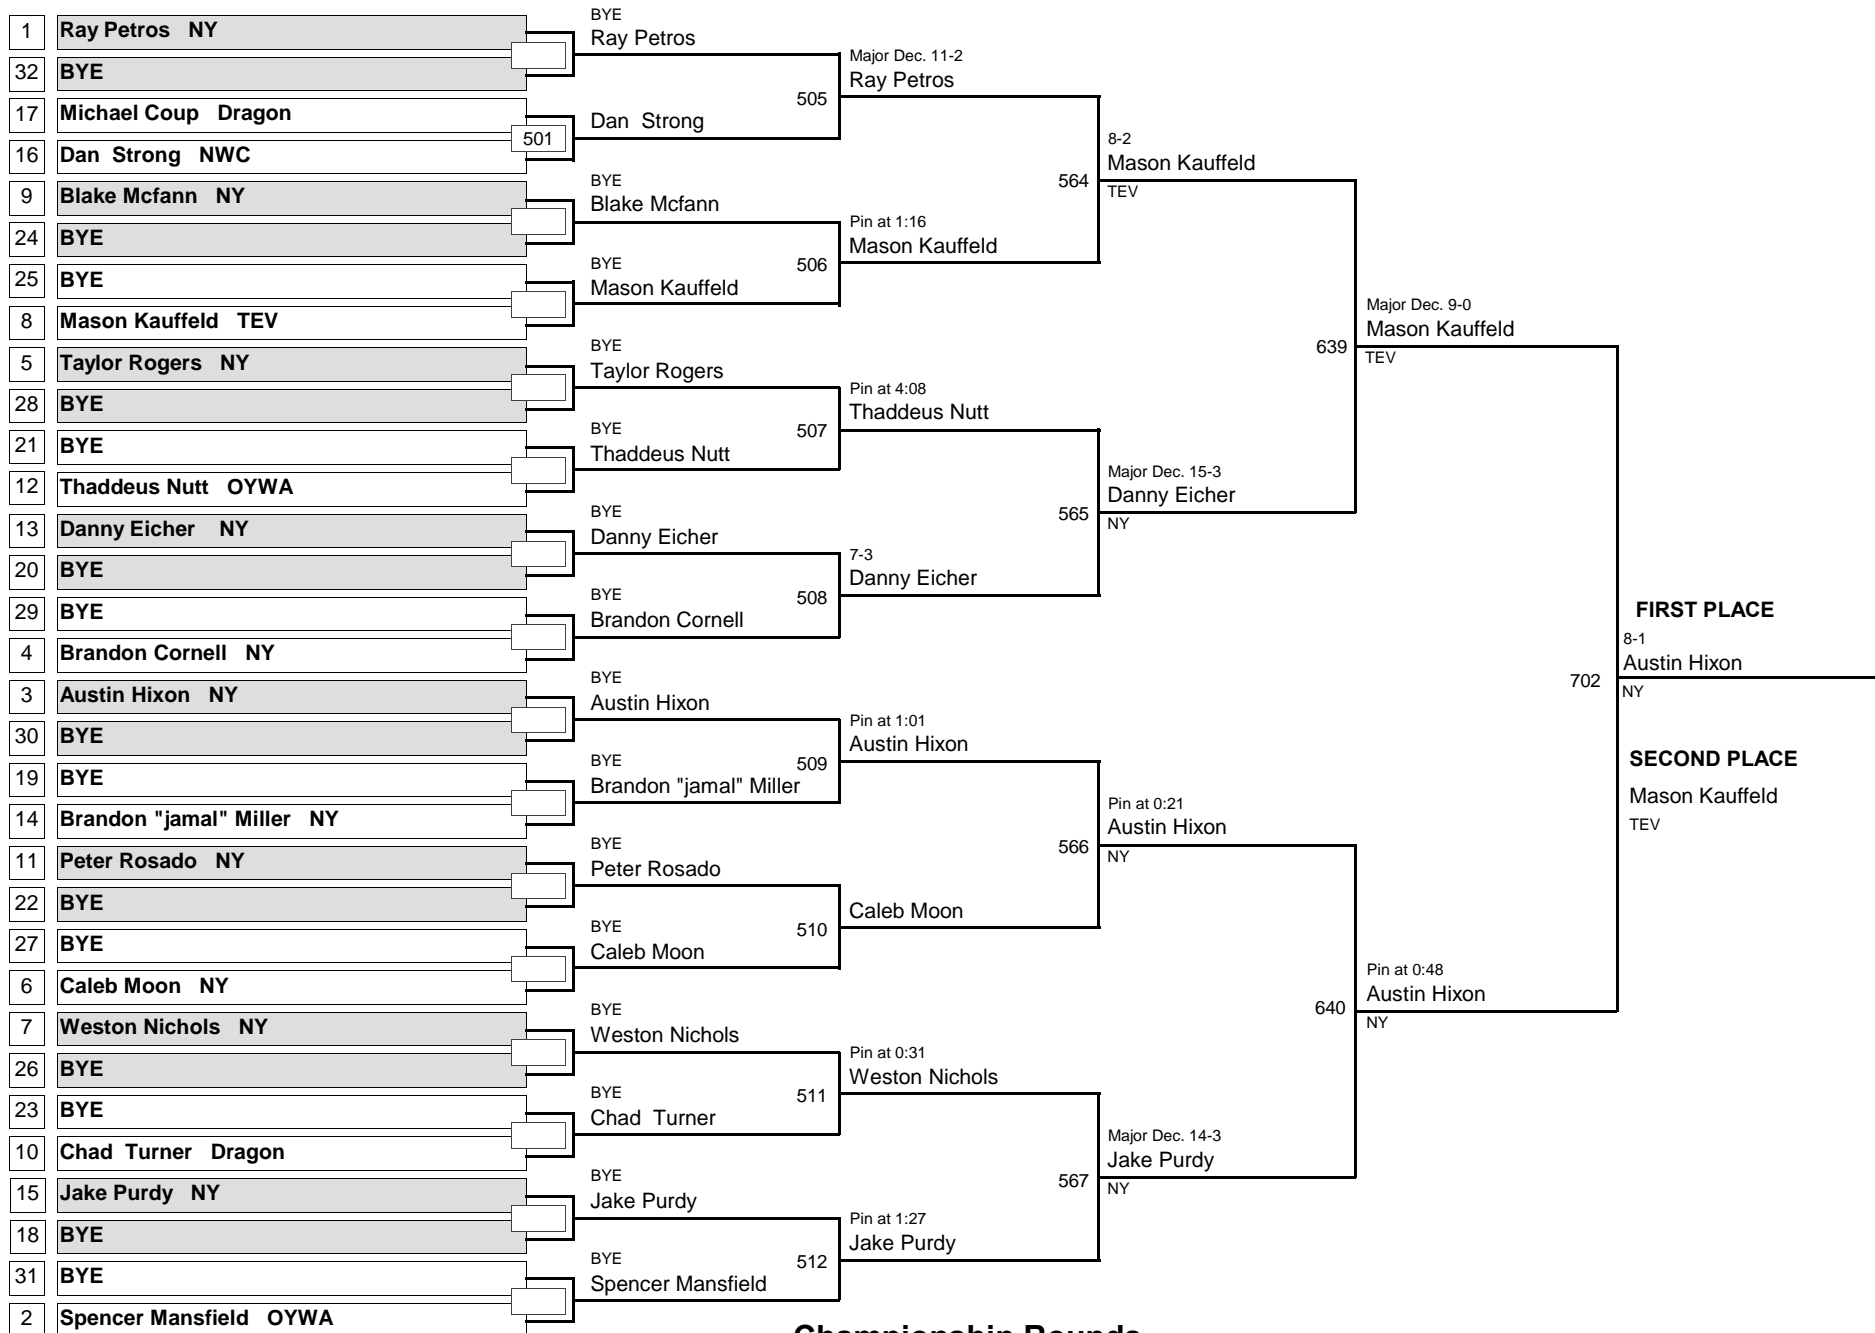 1 Ray Petros NY
32 BYE
17 Michael Coup Dragon
16 Dan Strong NWC
9 Blake Mcfann NY
24 BYE
25 BYE
8 Mason Kauffeld TEV
5 Taylor Rogers NY
28 BYE
21 BYE
12 Thaddeus Nutt OYWA
13 Danny Eicher NY
20 BYE
29 BYE
4 Brandon Cornell NY
3 Austin Hixon NY
30 BYE
19 BYE
14 Brandon "jamal" Miller NY
11 Peter Rosado NY
22 BYE
27 BYE
6 Caleb Moon NY
7 Weston Nichols NY
26 BYE
23 BYE
10 Chad Turner Dragon
15 Jake Purdy NY
18 BYE
31 BYE
2 Spencer Mansfield OYWA
501
BYE
Ray Petros
Dan Strong
BYE
Blake Mcfann
BYE
Mason Kauffeld
BYE
Taylor Rogers
BYE
Thaddeus Nutt
BYE
Danny Eicher
BYE
Brandon Cornell
BYE
Austin Hixon
BYE
Brandon "jamal" Miller
BYE
Peter Rosado
BYE
Caleb Moon
BYE
Weston Nichols
BYE
Chad Turner
BYE
Jake Purdy
BYE
Spencer Mansfield
505
506
507
508
509
510
511
512
Major Dec. 11-2
Ray Petros
Pin at 1:16
Mason Kauffeld
Pin at 4:08
Thaddeus Nutt
7-3
Danny Eicher
Pin at 1:01
Austin Hixon
Caleb Moon
Pin at 0:31
Weston Nichols
Pin at 1:27
Jake Purdy
564
565
566
567
8-2
Mason Kauffeld
TEV
Major Dec. 15-3
Danny Eicher
NY
Pin at 0:21
Austin Hixon
NY
Major Dec. 14-3
Jake Purdy
NY
639
640
Major Dec. 9-0
Mason Kauffeld
TEV
Pin at 0:48
Austin Hixon
NY
702
FIRST PLACE
8-1
Austin Hixon
NY
SECOND PLACE
Mason Kauffeld
TEV
Championship Rounds